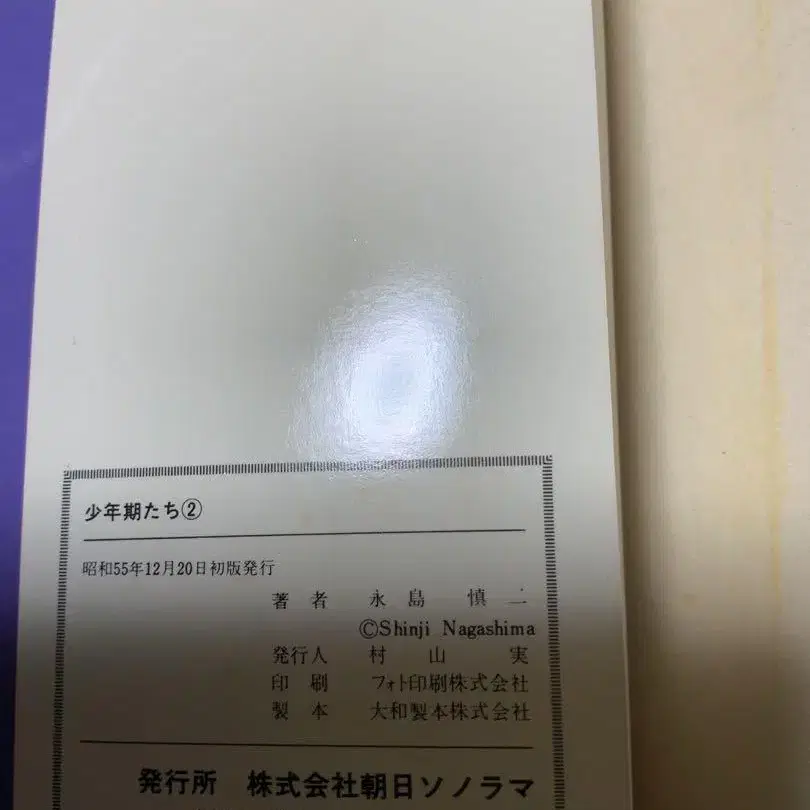 少年期たち②
昭和55年12月20日初版発行
著者 永島慎二
©Shinji Nagashima
発行人 村山実
印刷 フォト印刷株式会社
製本 大和製本株式会社
発行所 株式会社朝日ソノラマ